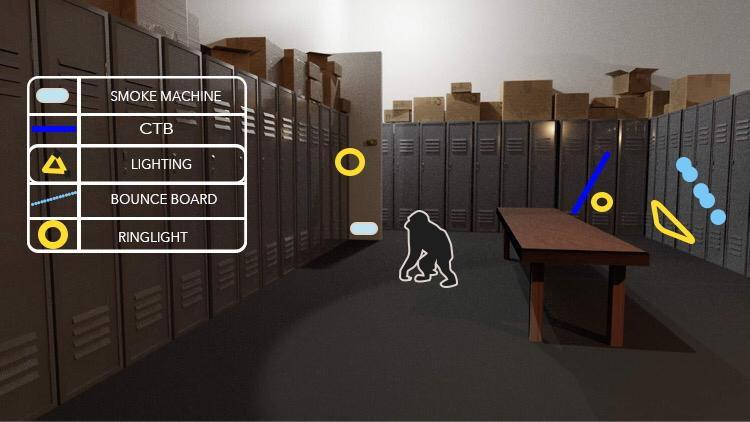 SMOKE MACHINE
CTB
LIGHTING
BOUNCE BOARD
RINGLIGHT